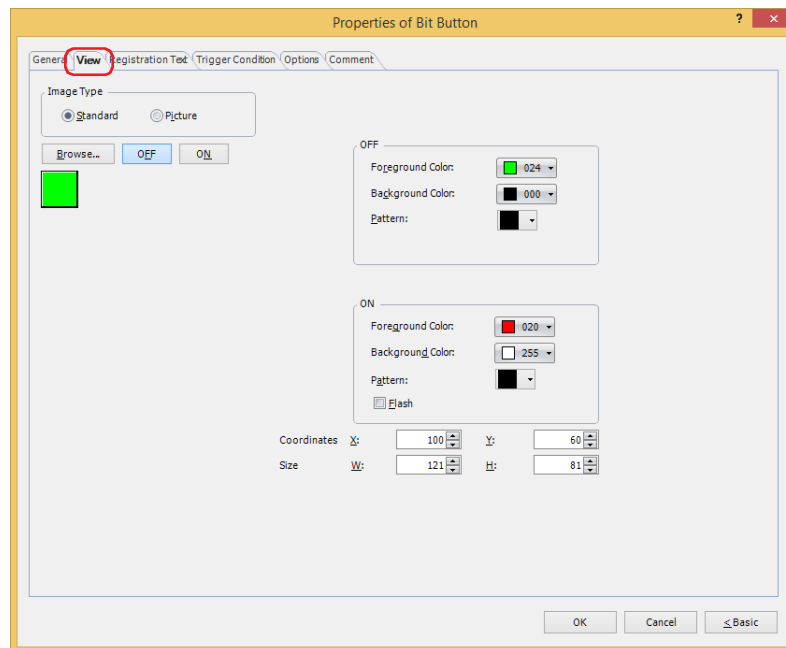 Properties of Bit Button ? ×
General View Registration Text Trigger Condition Options Comment
Image Type
Standard Picture
Browse... OFF ON
OFF
Foreground Color: 024
Background Color: 000
Pattern:
ON
Foreground Color: 020
Background Color: 255
Pattern:
Flash
Coordinates X: 100 Y: 60
Size W: 121 H: 81
OK Cancel < Basic